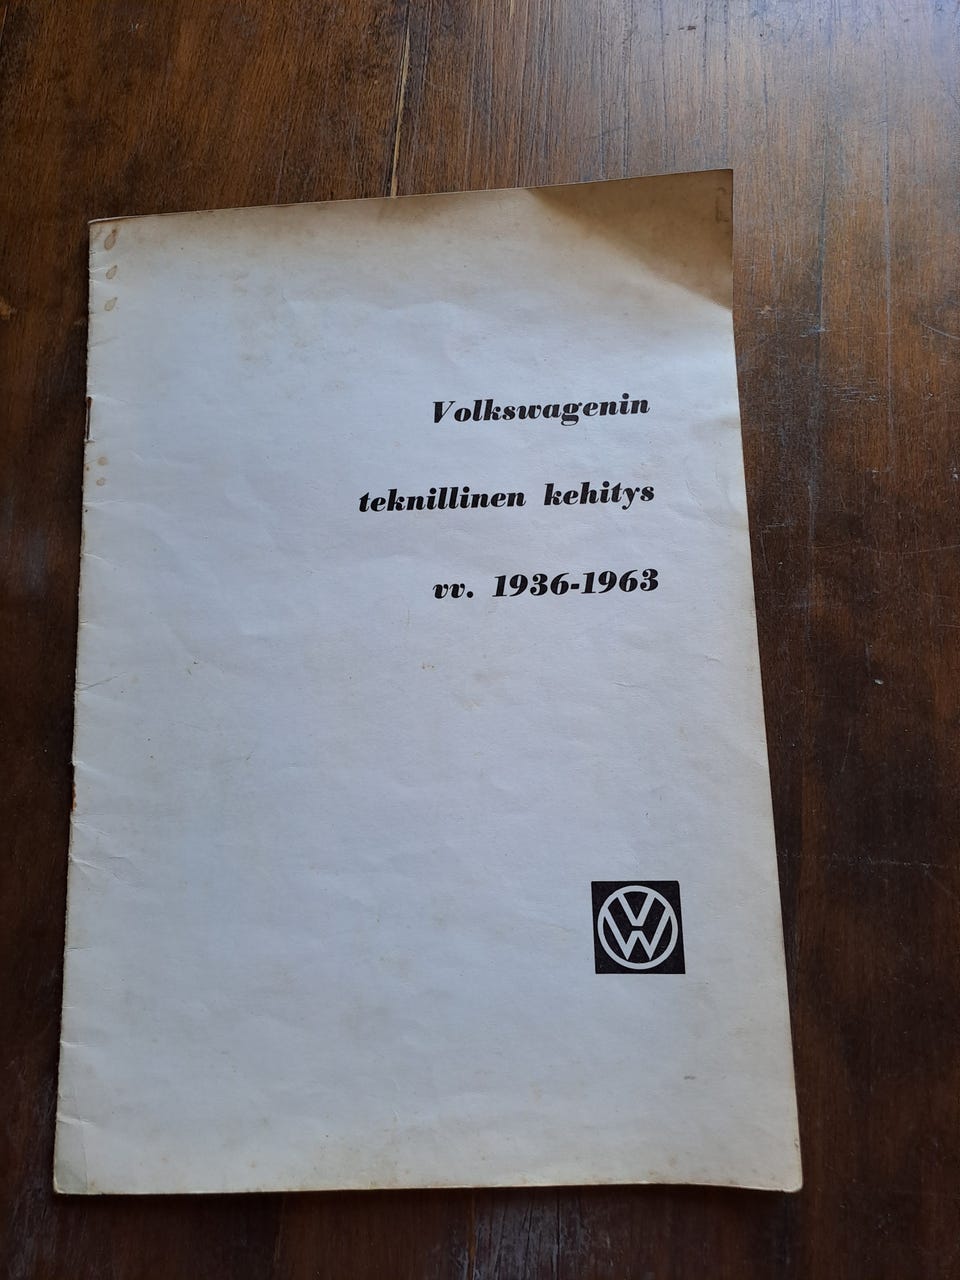 Volkswagenin
teknillinen kehitys
vv. 1936-1963
VW